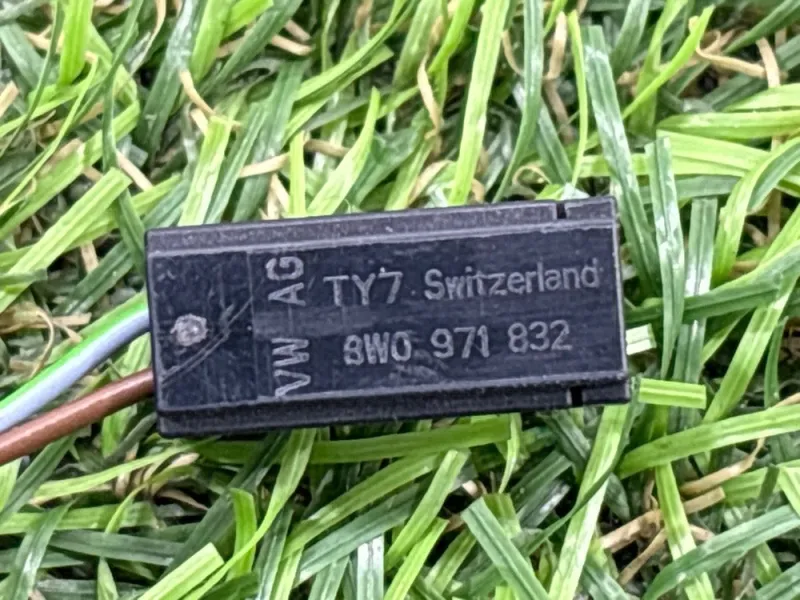 VW AG
TY7 Switzerland
8W0 971 832